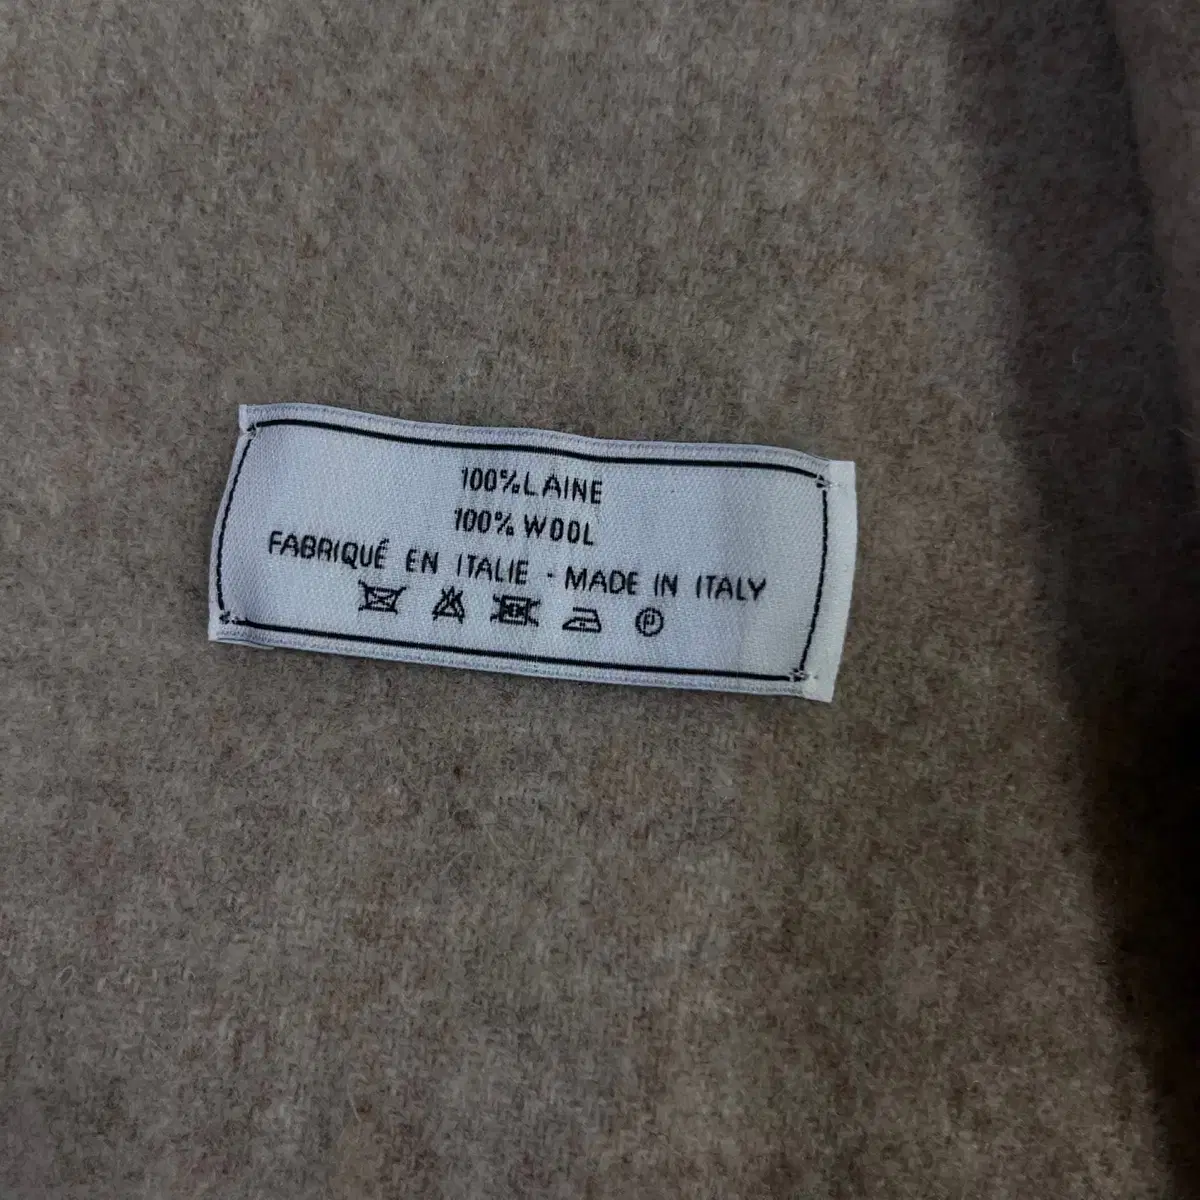 100% LAINE
100% WOOL
FABRIQUÉ EN ITALIE · MADE IN ITALY
P